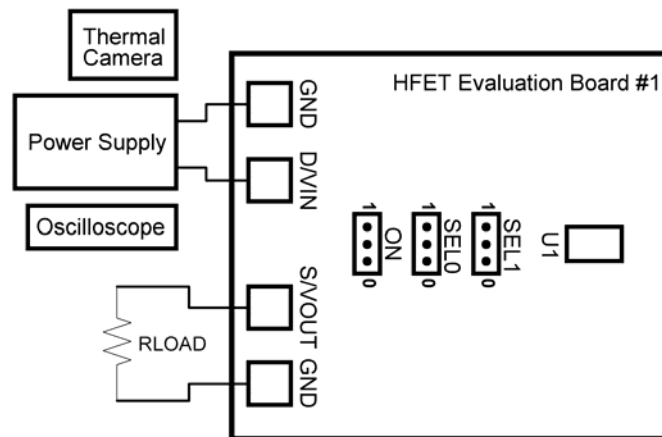 Thermal
Camera
Power Supply
Oscilloscope
RLOAD
GND
D/VIN
S/VOUT
GND
HFET Evaluation Board #1
1
ON
0
1
SEL0
0
1
SEL1
0
U1